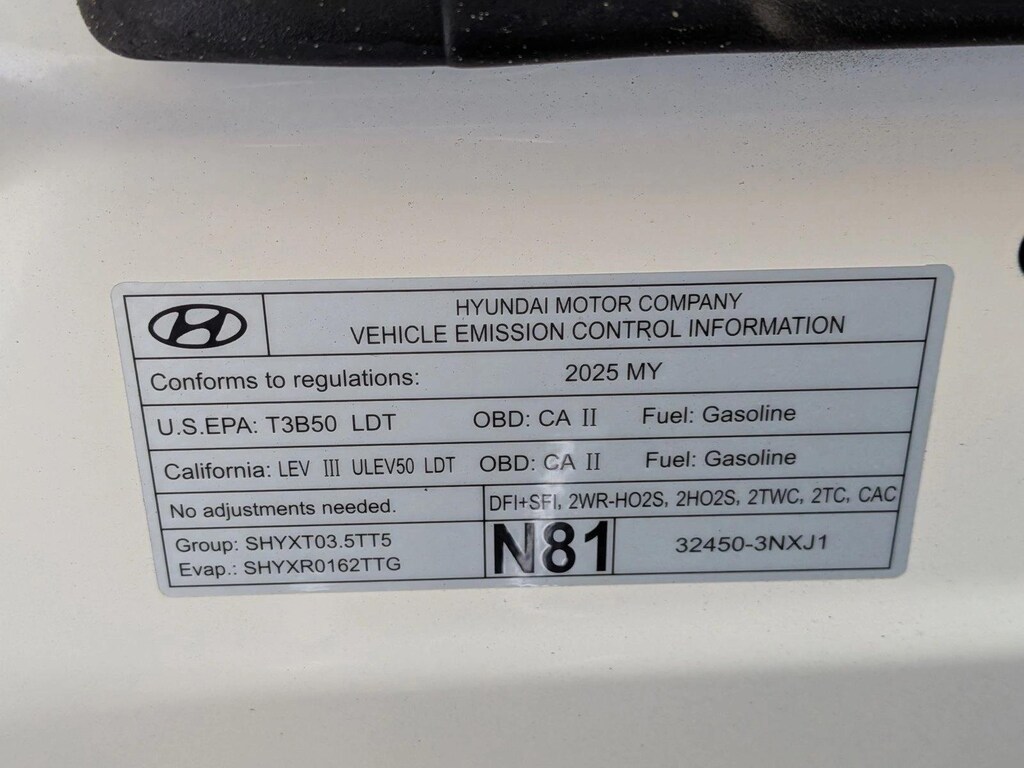 HYUNDAI MOTOR COMPANY
VEHICLE EMISSION CONTROL INFORMATION
Conforms to regulations: 2025 MY
U.S.EPA: T3B50 LDT OBD: CA II Fuel: Gasoline
California: LEV III ULEV50 LDT OBD: CA II Fuel: Gasoline
No adjustments needed. DFI+SFI, 2WR-HO2S, 2HO2S, 2TWC, 2TC, CAC
Group: SHYXT03.5TT5
Evap.: SHYXR0162TTG
N81
32450-3NXJ1